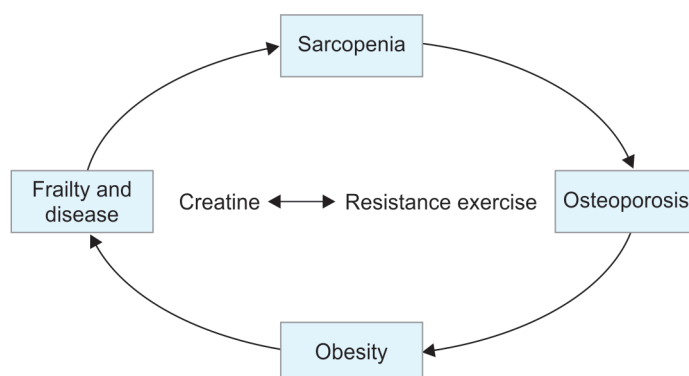 Sarcopenia
Frailty and
disease
Creatine
Resistance exercise
Osteoporosis
Obesity